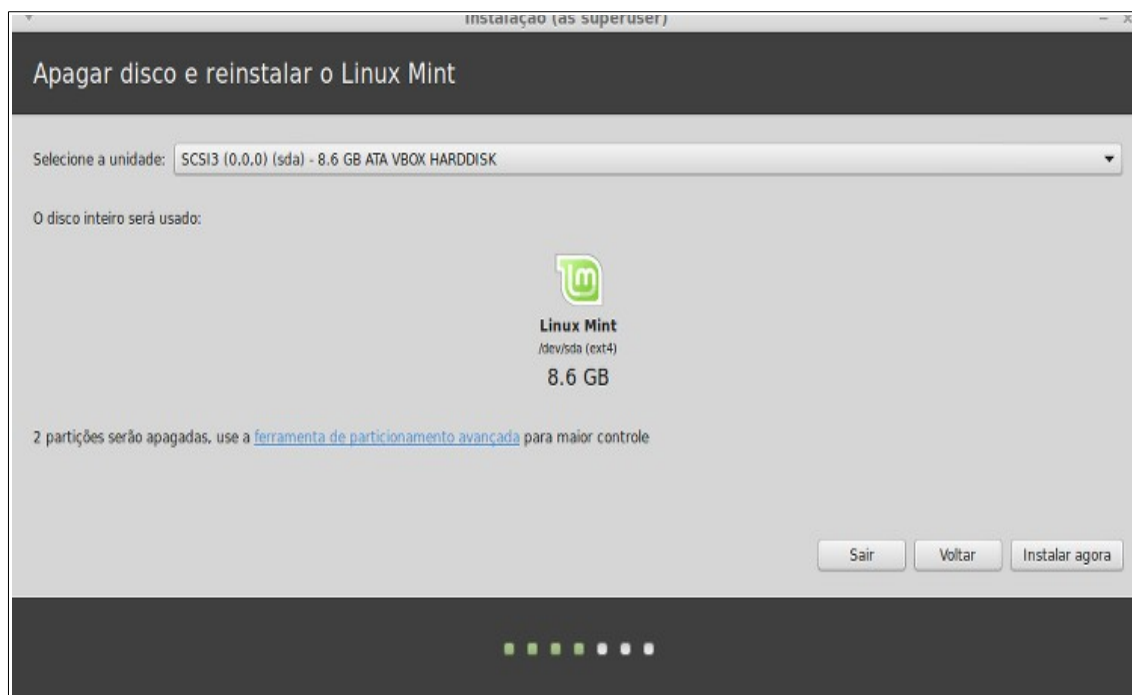 Instalação (as superuser)
Apagar disco e reinstalar o Linux Mint
Selecione a unidade: SCSI3 (0,0,0) (sda) - 8.6 GB ATA VBOX HARDDISK
O disco inteiro será usado:
Linux Mint
/dev/sda (ext4)
8.6 GB
2 partições serão apagadas, use a ferramenta de particionamento avançada para maior controle
Sair Voltar Instalar agora